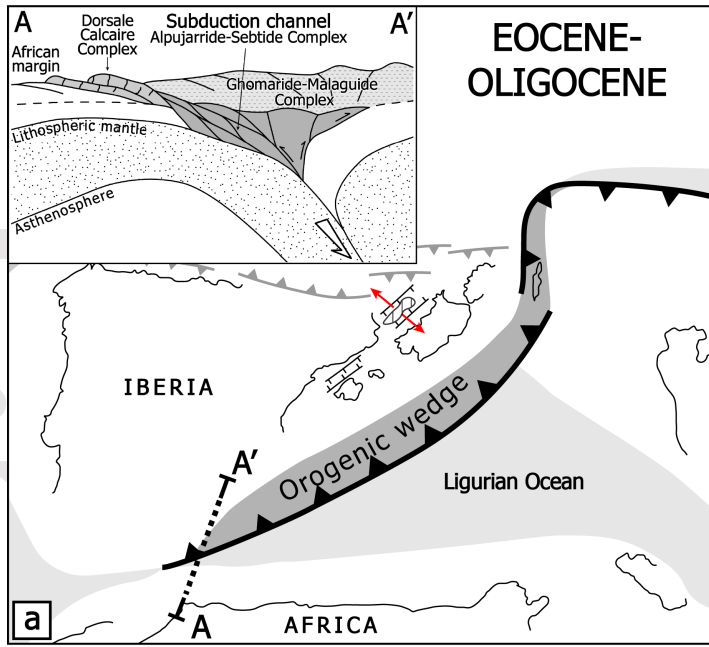 A
A'
Dorsale
Calcaire
Complex
Subduction channel
Alpujarride-Sebtide Complex
African
margin
Ghomaride-Malaguide
Complex
Lithospheric mantle
Asthenosphere
EOCENE-
OLIGOCENE
IBERIA
Orogenic wedge
A'
Ligurian Ocean
a
A
AFRICA